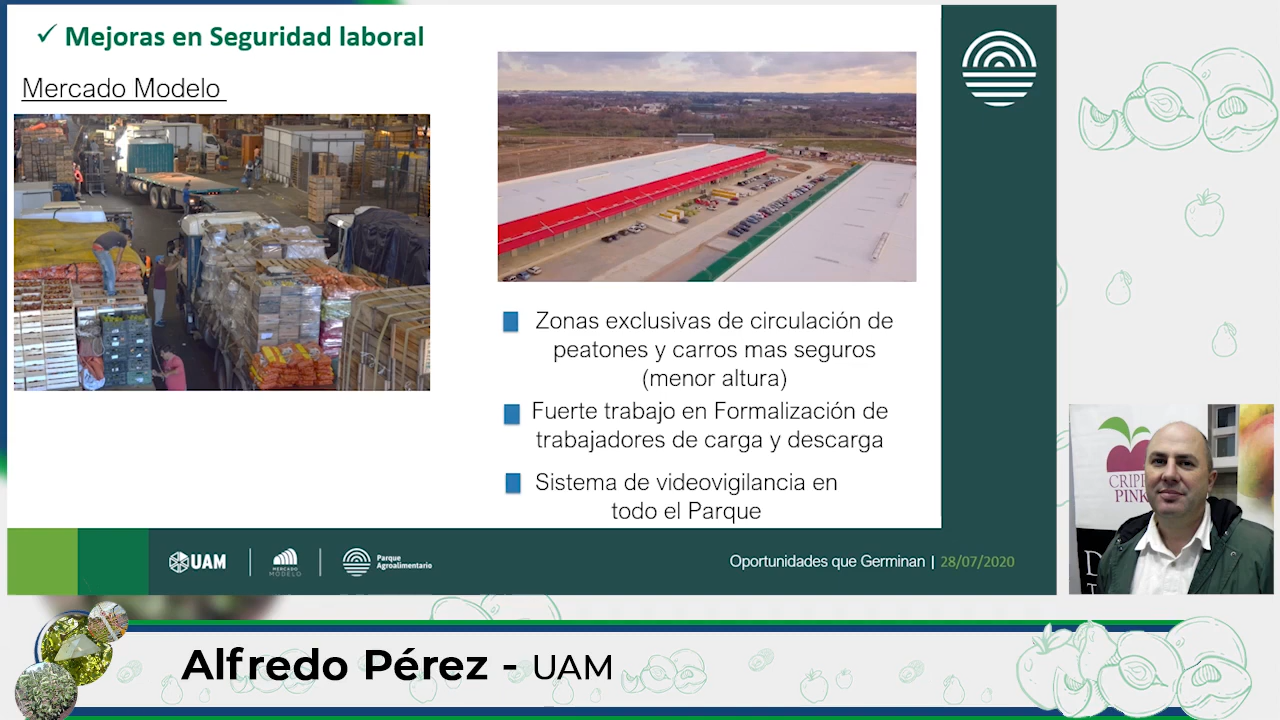 ✓ Mejoras en Seguridad laboral
Mercado Modelo
Zonas exclusivas de circulación de
peatones y carros mas seguros
(menor altura)
Fuerte trabajo en Formalización de
trabajadores de carga y descarga
Sistema de videovigilancia en
todo el Parque
UAM
MERCADO
MODELO
Parque
Agroalimentario
Oportunidades que Germinan | 28/07/2020
PINK
Alfredo Pérez - UAM